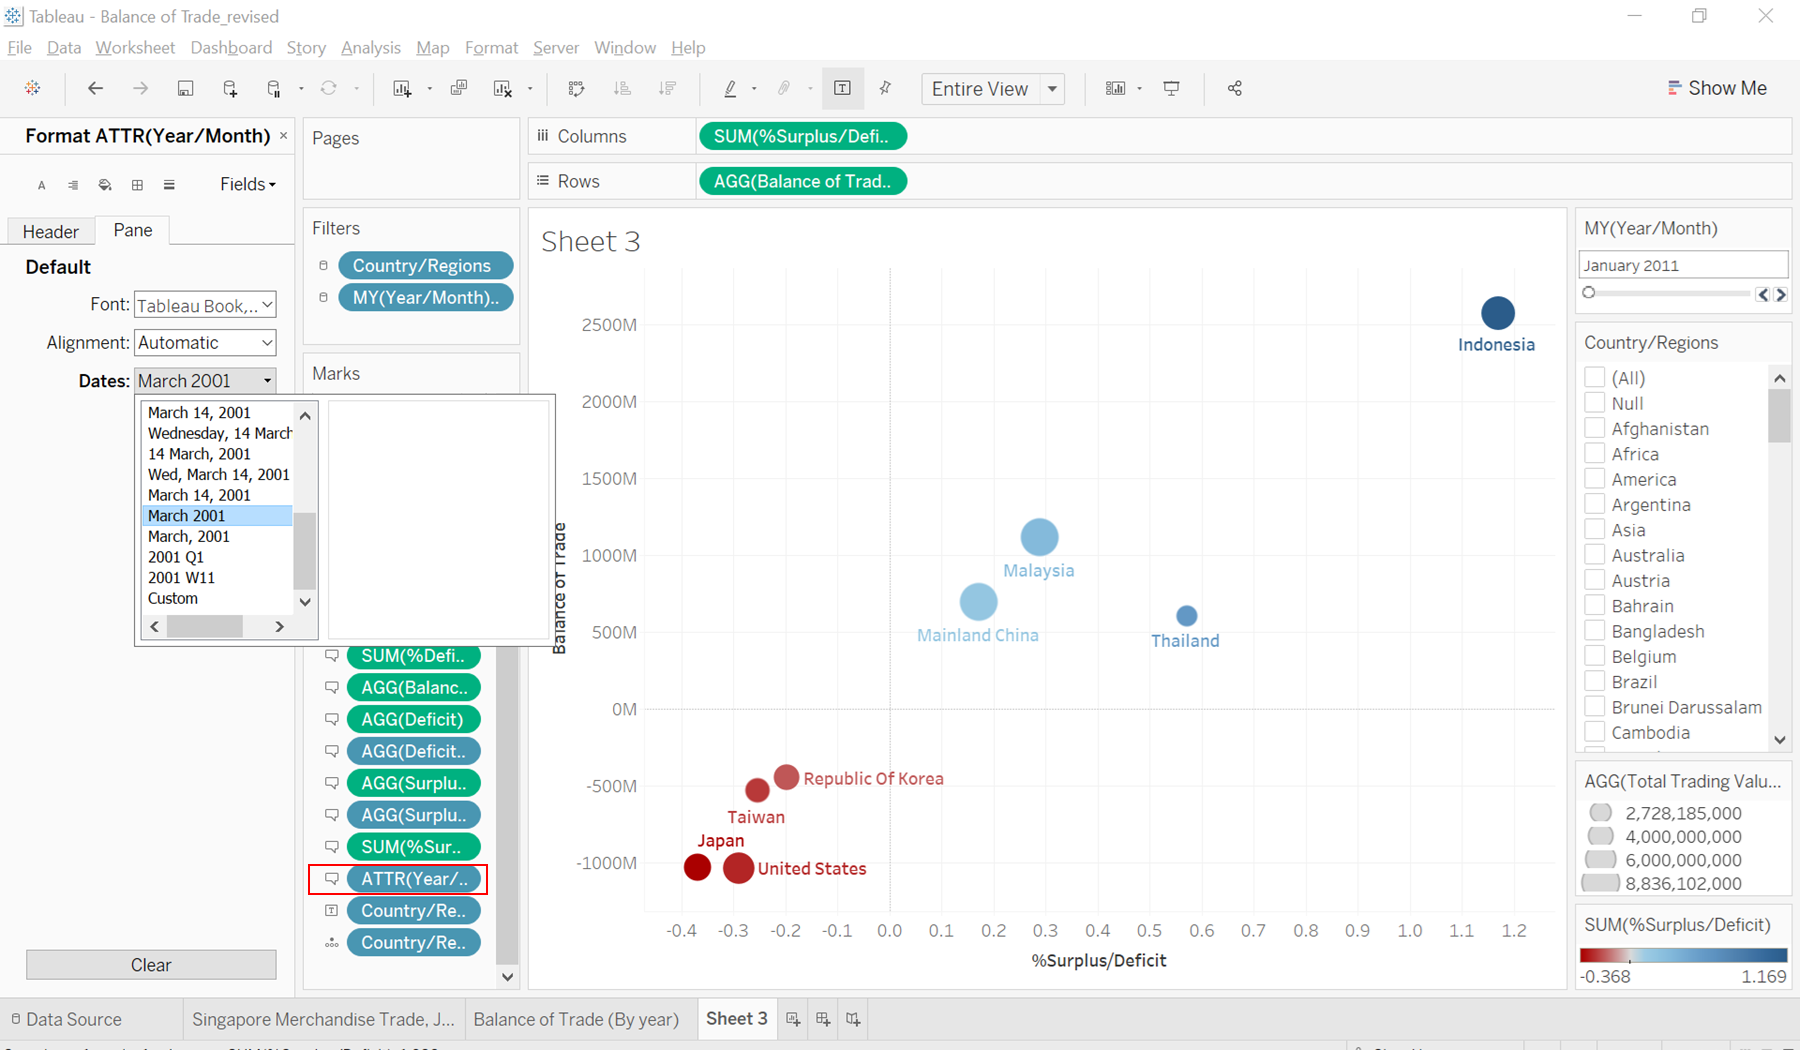 Tableau - Balance of Trade_revised
File Data Worksheet Dashboard Story Analysis Map Format Server Window Help
Entire View
Show Me
Format ATTR(Year/Month) ×
Fields
Header
Pane
Default
Font: Tableau Book,..
Alignment: Automatic
Dates: March 2001
March 14, 2001
Wednesday, 14 March
14 March, 2001
Wed, March 14, 2001
March 14, 2001
March 2001
March, 2001
2001 Q1
2001 W11
Custom
Clear
Pages
Filters
Country/Regions
MY(Year/Month)..
Marks
SUM(%Defi..
AGG(Balanc..
AGG(Deficit)
AGG(Deficit..
AGG(Surplu..
AGG(Surplu..
SUM(%Sur..
ATTR(Year/..
Country/Re..
Country/Re..
Columns
SUM(%Surplus/Defi..
Rows
AGG(Balance of Trad..
Sheet 3
2500M
2000M
1500M
1000M
500M
0M
-500M
-1000M
Balance of Trade
Indonesia
Malaysia
Mainland China
Thailand
Republic Of Korea
Taiwan
Japan
United States
-0.4 -0.3 -0.2 -0.1 0.0 0.1 0.2 0.3 0.4 0.5 0.6 0.7 0.8 0.9 1.0 1.1 1.2
%Surplus/Deficit
MY(Year/Month)
January 2011
Country/Regions
(All)
Null
Afghanistan
Africa
America
Argentina
Asia
Australia
Austria
Bahrain
Bangladesh
Belgium
Brazil
Brunei Darussalam
Cambodia
AGG(Total Trading Valu...
2,728,185,000
4,000,000,000
6,000,000,000
8,836,102,000
SUM(%Surplus/Deficit)
-0.368 1.169
Data Source
Singapore Merchandise Trade, J...
Balance of Trade (By year)
Sheet 3